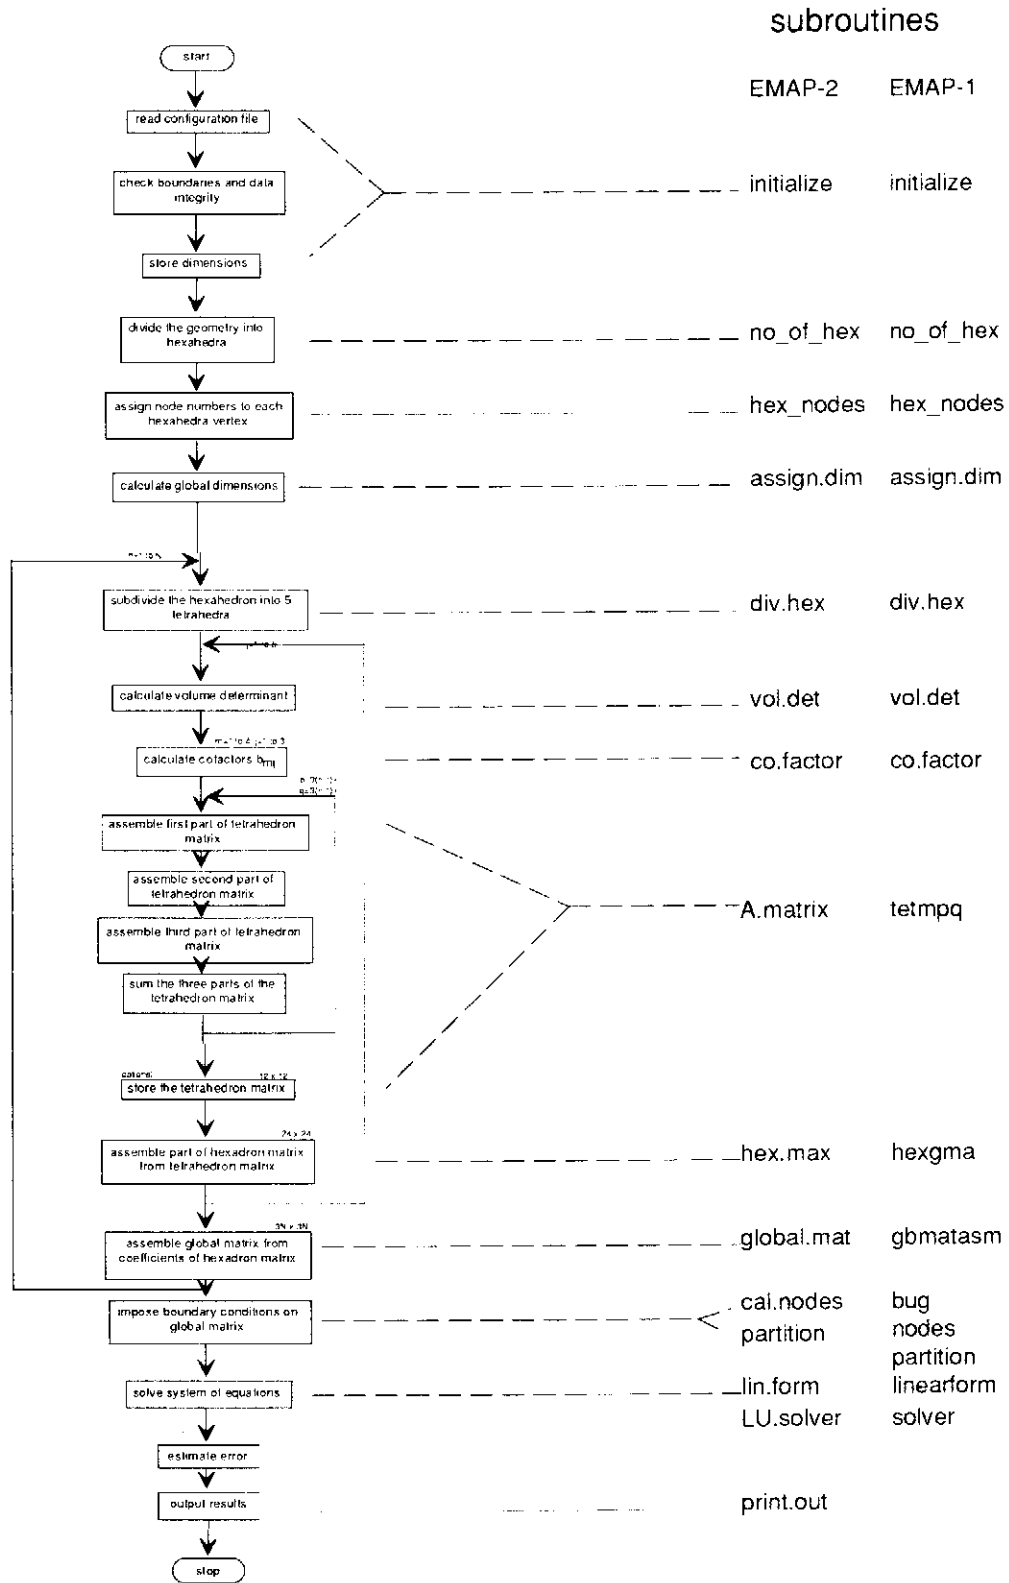 subroutines
EMAP-2 EMAP-1
start
read configuration file
check boundaries and data
integrity
initialize initialize
store dimensions
divide the geometry into
hexahedra
no_of_hex no_of_hex
assign node numbers to each
hexahedra vertex
hex_nodes hex_nodes
calculate global dimensions
assign.dim assign.dim
subdivide the hexahedron into 5
tetrahedra
div.hex div.hex
calculate volume determinant
vol.det vol.det
m=1 to 4 j=1 to 3
calculate cofactors bmj
co.factor co.factor
assemble first part of tetrahedron
matrix
assemble second part of
tetrahedron matrix
assemble third part of tetrahedron
matrix
A.matrix tetmpq
sum the three parts of the
tetrahedron matrix
12 x 12
store the tetrahedron matrix
24 x 24
assemble part of hexadron matrix
from tetrahedron matrix
hex.max hexgma
3N x 3N
assemble global matrix from
coefficients of hexadron matrix
global.mat gbmatasm
impose boundary conditions on
global matrix
cal.nodes bug
partition nodes
partition
solve system of equations
lin.form linearform
LU.solver solver
estimate error
output results
print.out
stop